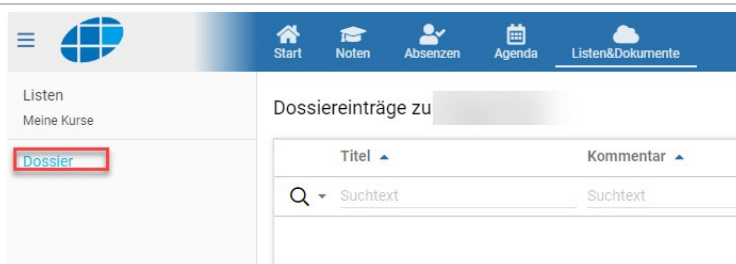 Start Noten Absenzen Agenda Listen&Dokumente
Listen
Meine Kurse
Dossier
Dossiereinträge zu
Titel Kommentar
Suchtext Suchtext